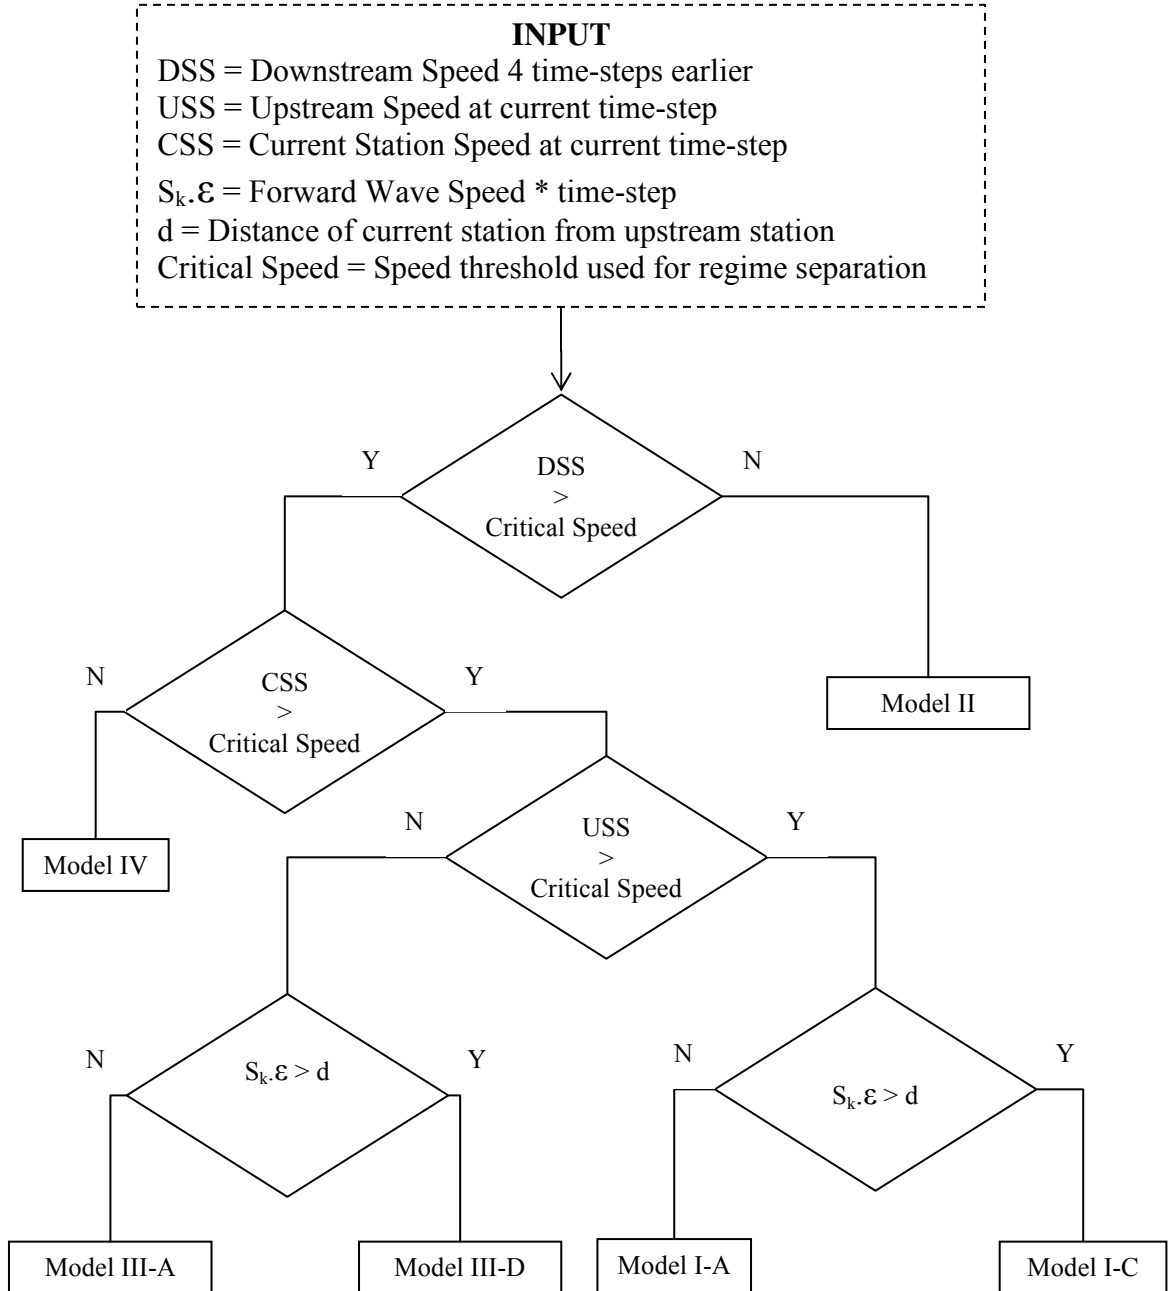 INPUT
DSS = Downstream Speed 4 time-steps earlier
USS = Upstream Speed at current time-step
CSS = Current Station Speed at current time-step
Sₖ.ε = Forward Wave Speed * time-step
d = Distance of current station from upstream station
Critical Speed = Speed threshold used for regime separation
Y
N
DSS
>
Critical Speed
N
Y
CSS
>
Critical Speed
Model II
N
Y
USS
>
Critical Speed
Model IV
N
Y
Sₖ.ε > d
N
Y
Sₖ.ε > d
Model III-A
Model III-D
Model I-A
Model I-C